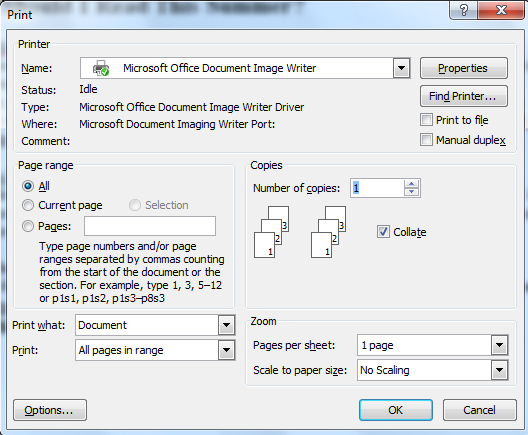 Should I Read This Summer?
Print
Printer
Name: Microsoft Office Document Image Writer
Properties
Status: Idle
Find Printer...
Type: Microsoft Office Document Image Writer Driver
Where: Microsoft Document Imaging Writer Port:
Print to file
Comment:
Manual duplex
Page range
All
Current page Selection
Pages:
Type page numbers and/or page
ranges separated by commas counting
from the start of the document or the
section. For example, type 1, 3, 5–12
or p1s1, p1s2, p1s3–p8s3
Copies
Number of copies: 1
3 3
2 2
1 1
Collate
Print what: Document
Print: All pages in range
Zoom
Pages per sheet: 1 page
Scale to paper size: No Scaling
Options...
OK
Cancel